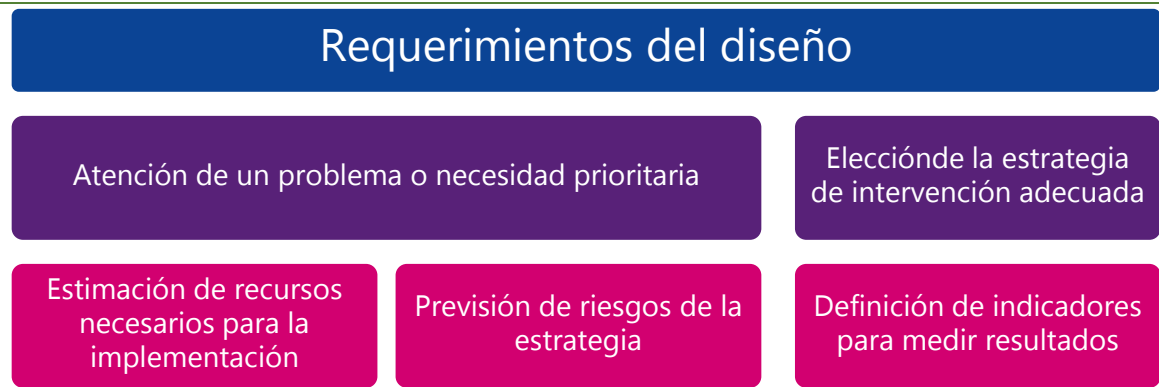 Requerimientos del diseño
Atención de un problema o necesidad prioritaria
Elecciónde la estrategia
de intervención adecuada
Estimación de recursos
necesarios para la
implementación
Previsión de riesgos de la
estrategia
Definición de indicadores
para medir resultados